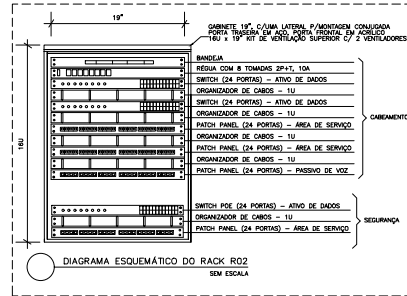 19"
GABINETE 19", C/UMA LATERAL P/MONTAGEM CONJUGADA
PORTA TRASEIRA EM AÇO, PORTA FRONTAL EM ACRÍLICO
16U x 19" KIT DE VENTILAÇÃO SUPERIOR C/ 2 VENTILADORES
BANDEJA
RÉGUA COM 8 TOMADAS 2P+T, 10A
SWITCH (24 PORTAS) - ATIVO DE DADOS
ORGANIZADOR DE CABOS - 1U
SWITCH (24 PORTAS) - ATIVO DE DADOS
ORGANIZADOR DE CABOS - 1U
CABEAMENTO
PATCH PANEL (24 PORTAS) - ÁREA DE SERVIÇO
ORGANIZADOR DE CABOS - 1U
PATCH PANEL (24 PORTAS) - ÁREA DE SERVIÇO
ORGANIZADOR DE CABOS - 1U
PATCH PANEL (24 PORTAS) - PASSIVO DE VOZ
16U
SWITCH POE (24 PORTAS) - ATIVO DE DADOS
ORGANIZADOR DE CABOS - 1U
SEGURANÇA
PATCH PANEL (24 PORTAS) - ÁREA DE SERVIÇO
DIAGRAMA ESQUEMÁTICO DO RACK R02
SEM ESCALA